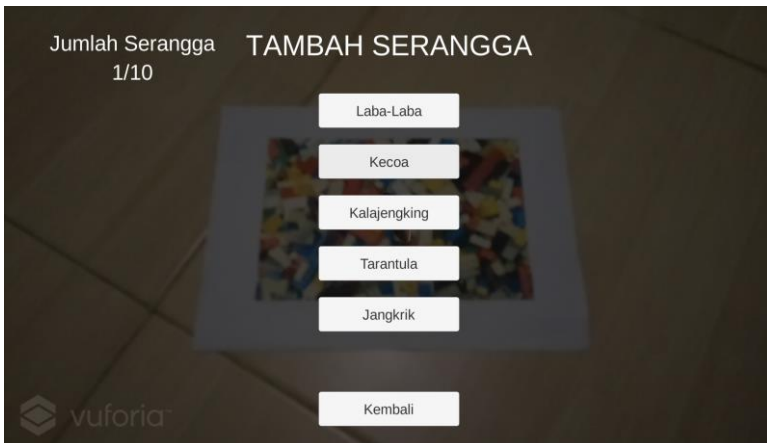 Jumlah Serangga
1/10
TAMBAH SERANGGA
Laba-Laba
Kecoa
Kalajengking
Tarantula
Jangkrik
Kembali
vuforia